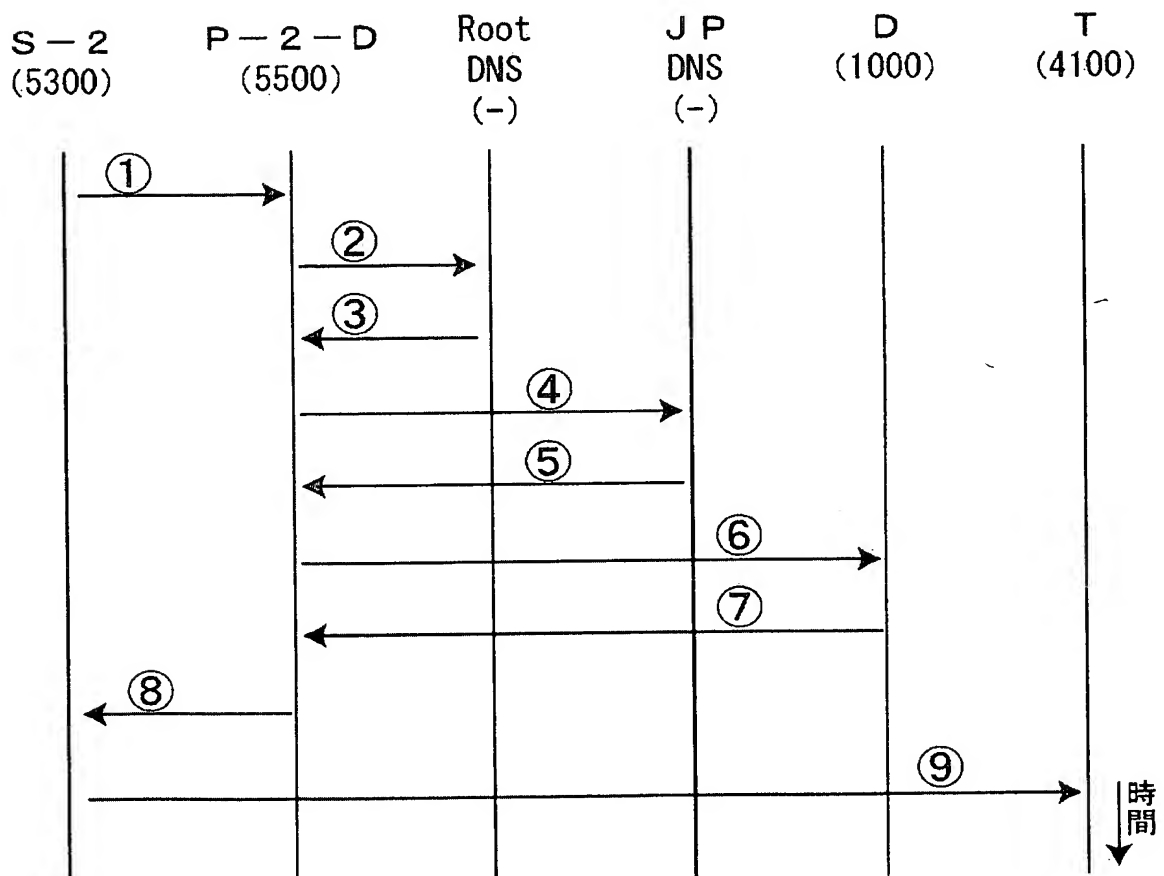 S－2
(5300)
P－2－D
(5500)
Root
DNS
(-)
JP
DNS
(-)
D
(1000)
T
(4100)
①
②
③
④
⑤
⑥
⑦
⑧
⑨
時間